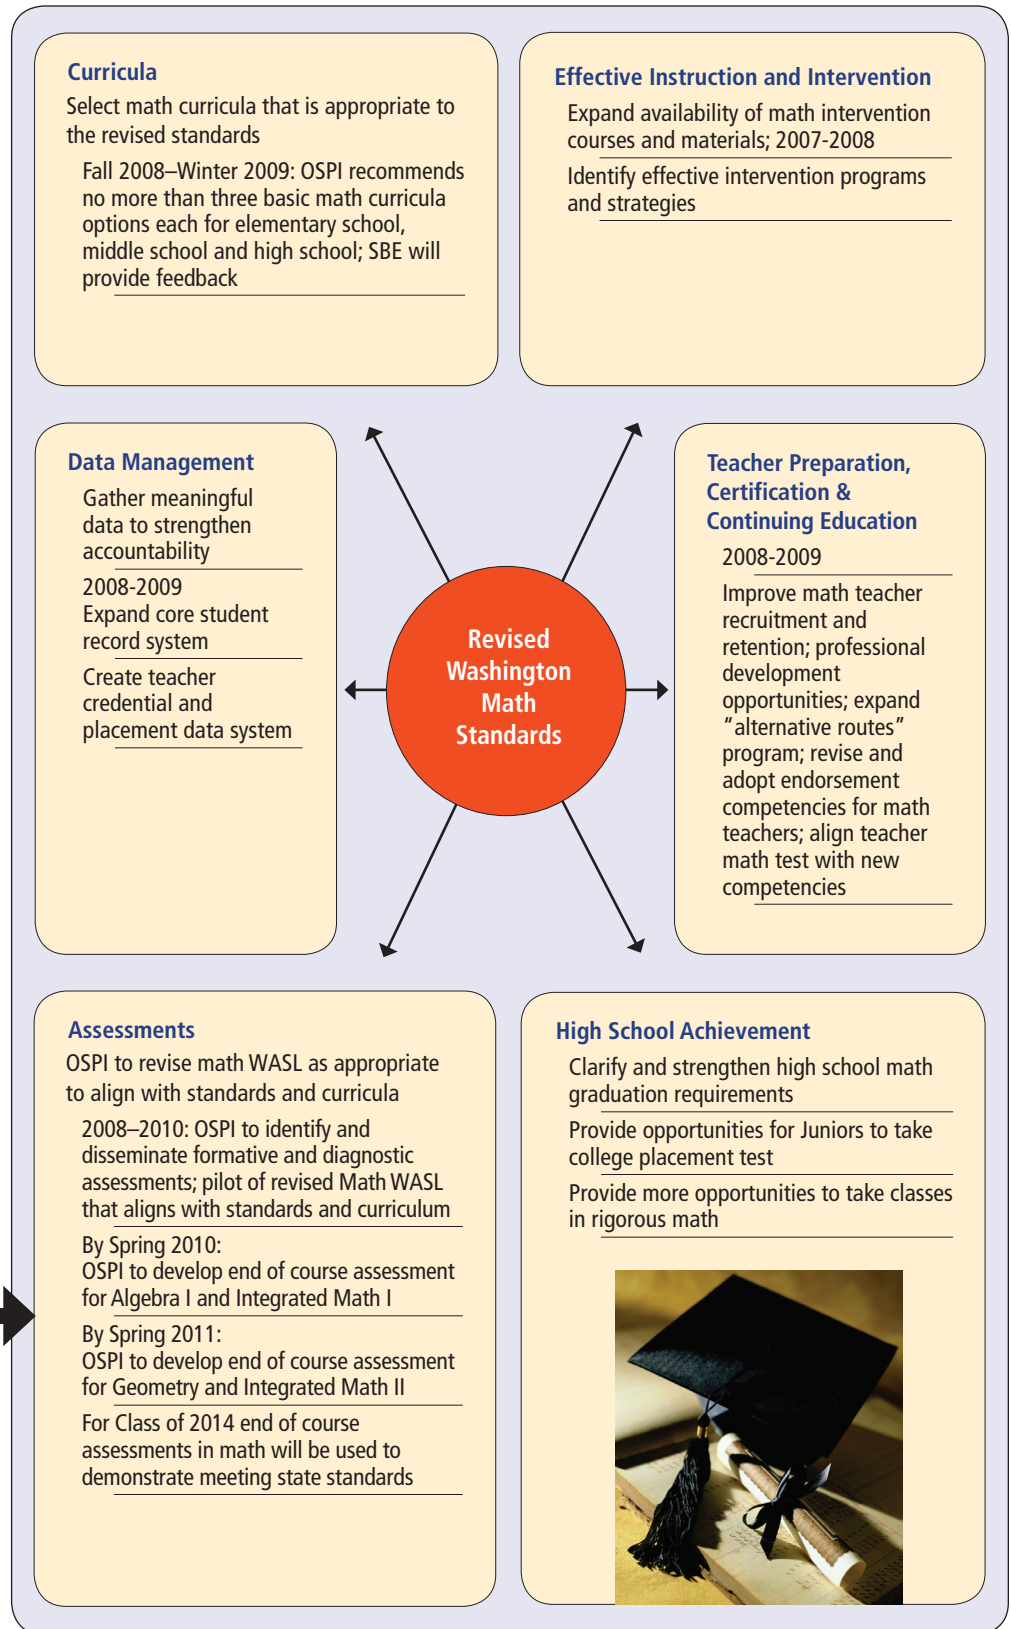 Curricula
Select math curricula that is appropriate to
the revised standards
Fall 2008–Winter 2009: OSPI recommends
no more than three basic math curricula
options each for elementary school,
middle school and high school; SBE will
provide feedback
Effective Instruction and Intervention
Expand availability of math intervention
courses and materials; 2007-2008
Identify effective intervention programs
and strategies
Data Management
Gather meaningful
data to strengthen
accountability
2008-2009
Expand core student
record system
Create teacher
credential and
placement data system
Revised
Washington
Math
Standards
Teacher Preparation,
Certification &
Continuing Education
2008-2009
Improve math teacher
recruitment and
retention; professional
development
opportunities; expand
“alternative routes”
program; revise and
adopt endorsement
competencies for math
teachers; align teacher
math test with new
competencies
Assessments
OSPI to revise math WASL as appropriate
to align with standards and curricula
2008–2010: OSPI to identify and
disseminate formative and diagnostic
assessments; pilot of revised Math WASL
that aligns with standards and curriculum
By Spring 2010:
OSPI to develop end of course assessment
for Algebra I and Integrated Math I
By Spring 2011:
OSPI to develop end of course assessment
for Geometry and Integrated Math II
For Class of 2014 end of course
assessments in math will be used to
demonstrate meeting state standards
High School Achievement
Clarify and strengthen high school math
graduation requirements
Provide opportunities for Juniors to take
college placement test
Provide more opportunities to take classes
in rigorous math